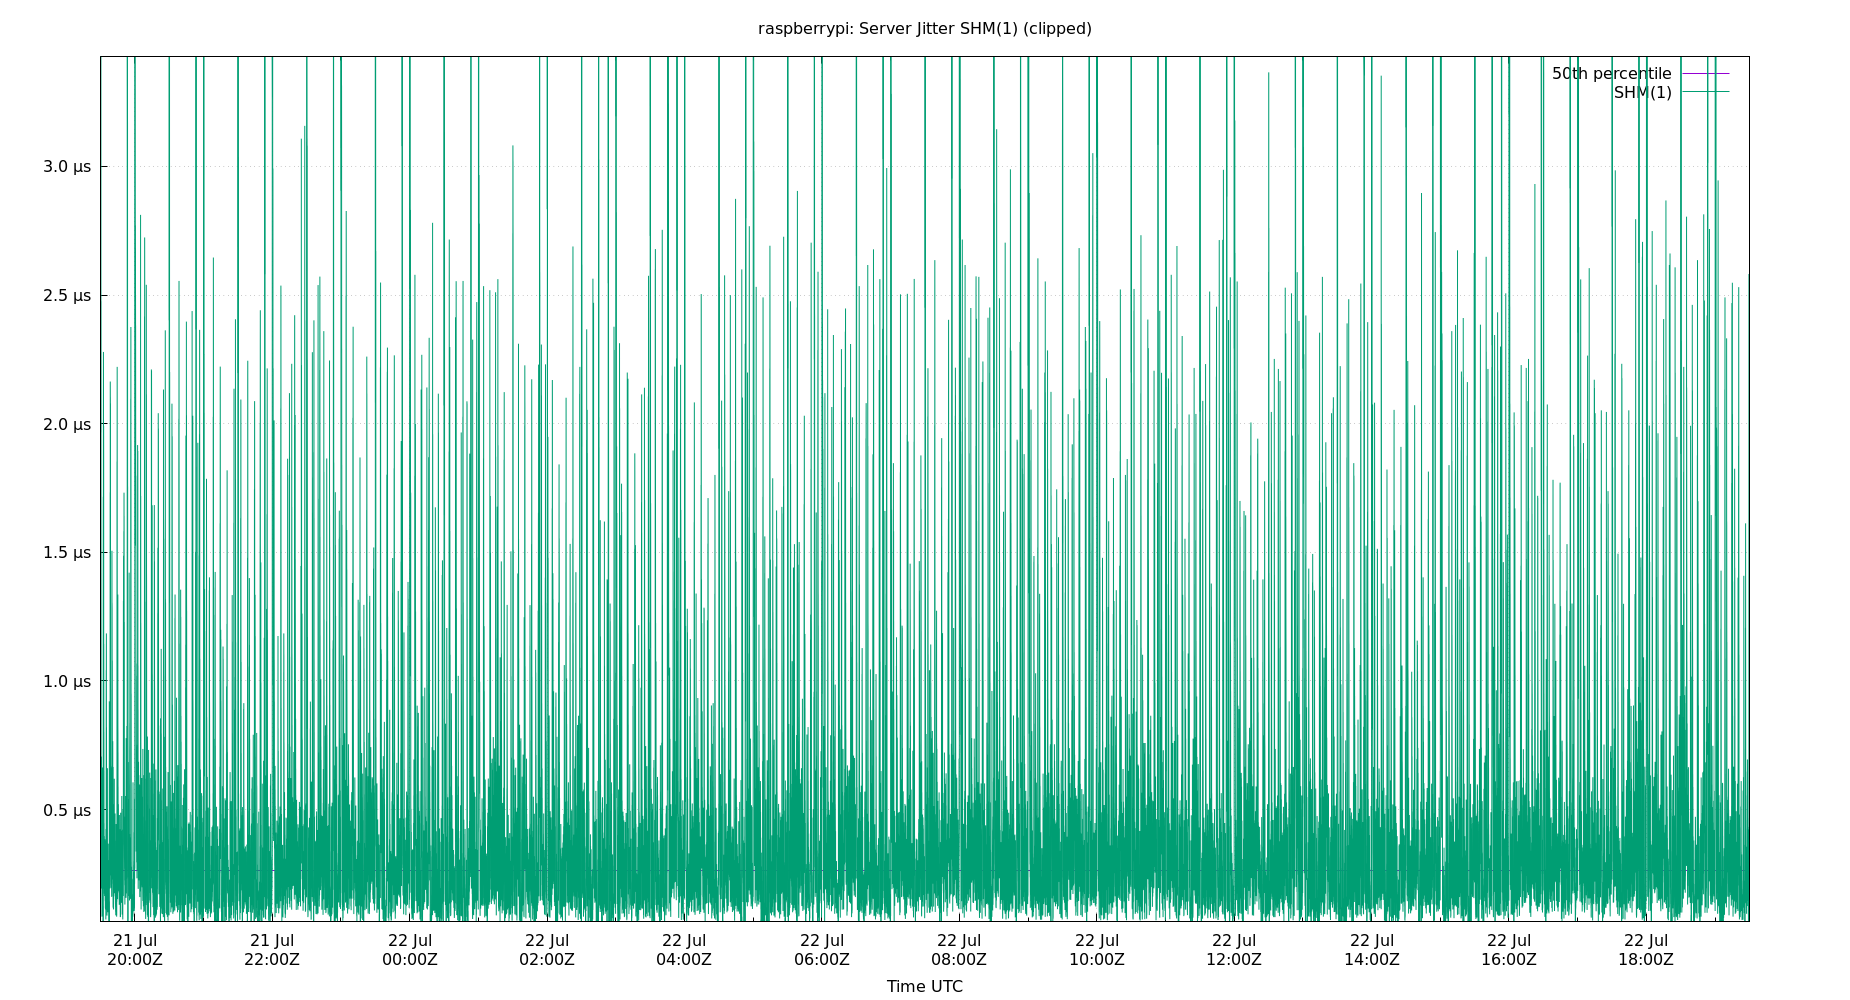 raspberrypi: Server Jitter SHM(1) (clipped)
50th percentile
SHM(1)
3.0 μs
2.5 μs
2.0 μs
1.5 μs
1.0 μs
0.5 μs
21 Jul 21 Jul 22 Jul 22 Jul 22 Jul 22 Jul 22 Jul 22 Jul 22 Jul 22 Jul 22 Jul 22 Jul
20:00Z 22:00Z 00:00Z 02:00Z 04:00Z 06:00Z 08:00Z 10:00Z 12:00Z 14:00Z 16:00Z 18:00Z
Time UTC